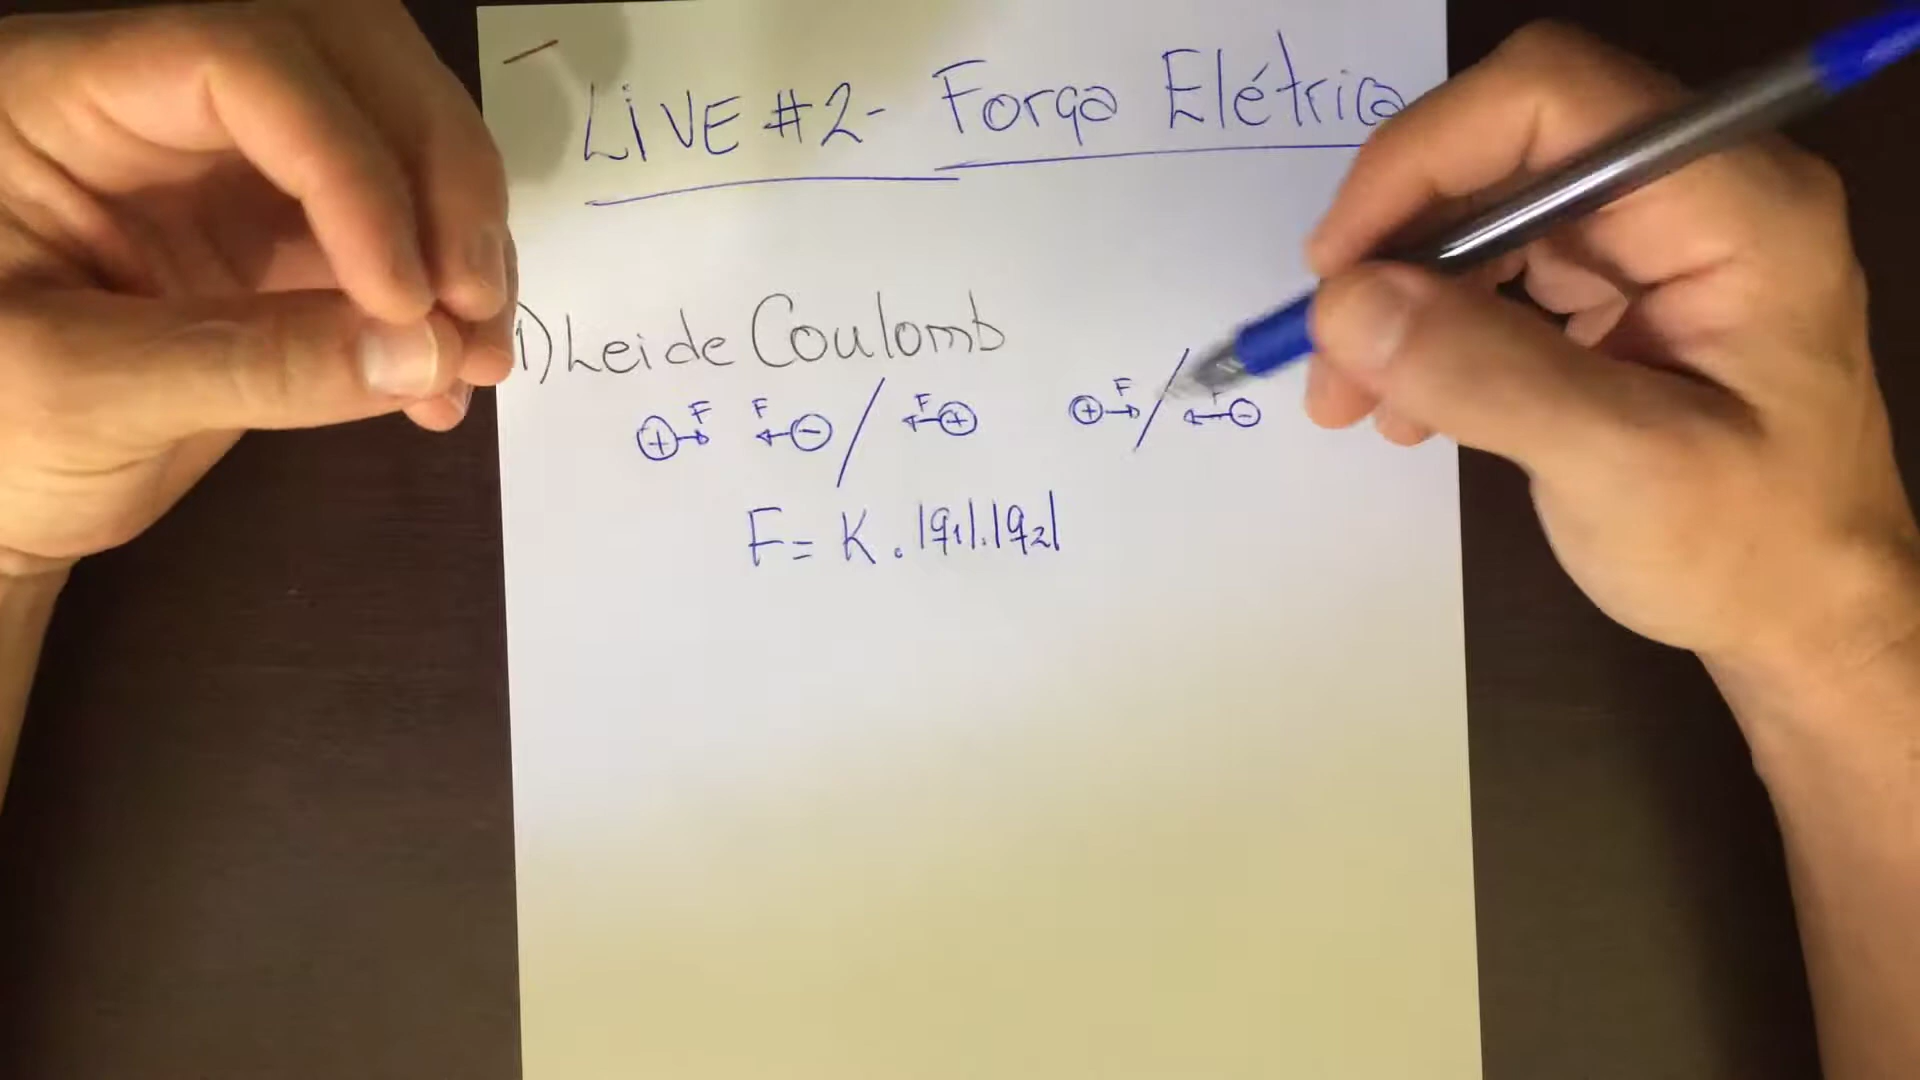 LIVE #2 - Força Elétrica
1) Lei de Coulomb
F F F F F
+ - + + -
F = K . |q1|.|q2|